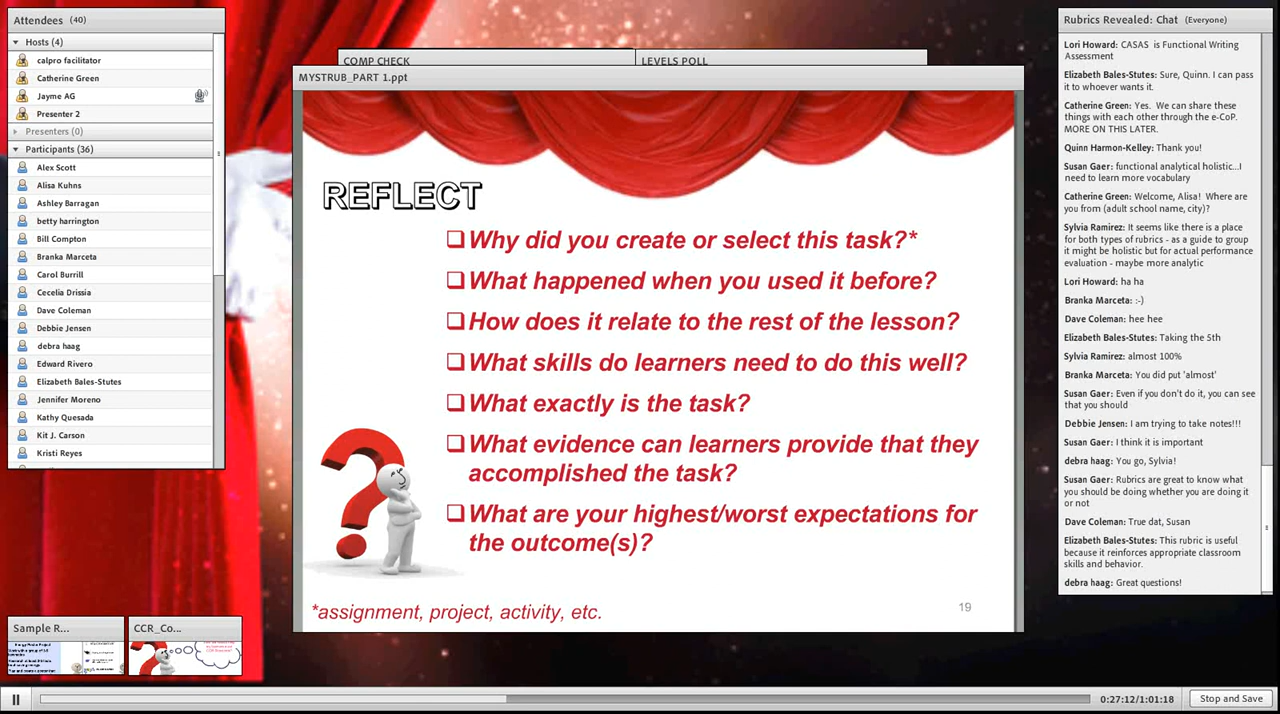 Attendees (40)
Hosts (4)
calpro facilitator
Catherine Green
Jayme AG
Presenter 2
Presenters (0)
Participants (36)
Alex Scott
Alisa Kuhns
Ashley Barragan
betty harrington
Bill Compton
Branka Marceta
Carol Burrill
Cecelia Drissia
Dave Coleman
Debbie Jensen
debra haag
Edward Rivero
Elizabeth Bales-Stutes
Jennifer Moreno
Kathy Quesada
Kit J. Carson
Kristi Reyes
COMP CHECK
LEVELS POLL
MYSTRUB_PART 1.ppt
REFLECT
Why did you create or select this task?*
What happened when you used it before?
How does it relate to the rest of the lesson?
What skills do learners need to do this well?
What exactly is the task?
What evidence can learners provide that they
accomplished the task?
What are your highest/worst expectations for
the outcome(s)?
*assignment, project, activity, etc.
19
Rubrics Revealed: Chat (Everyone)
Lori Howard: CASAS is Functional Writing
Assessment
Elizabeth Bales-Stutes: Sure, Quinn. I can pass
it to whoever wants it.
Catherine Green: Yes. We can share these
things with each other through the e-CoP.
MORE ON THIS LATER.
Quinn Harmon-Kelley: Thank you!
Susan Gaer: functional analytical holistic...I
need to learn more vocabulary
Catherine Green: Welcome, Alisa! Where are
you from (adult school name, city)?
Sylvia Ramirez: It seems like there is a place
for both types of rubrics - as a guide to group
it might be holistic but for actual performance
evaluation - maybe more analytic
Lori Howard: ha ha
Branka Marceta: :-)
Dave Coleman: hee hee
Elizabeth Bales-Stutes: Taking the 5th
Sylvia Ramirez: almost 100%
Branka Marceta: You did put 'almost'
Susan Gaer: Even if you don't do it, you can see
that you should
Debbie Jensen: I am trying to take notes!!!
Susan Gaer: I think it is important
debra haag: You go, Sylvia!
Susan Gaer: Rubrics are great to know what
you should be doing whether you are doing it
or not
Dave Coleman: True dat, Susan
Elizabeth Bales-Stutes: This rubric is useful
because it reinforces appropriate classroom
skills and behavior.
debra haag: Great questions!
Sample R...
CCR_Co...
0:27:12/1:01:18
Stop and Save